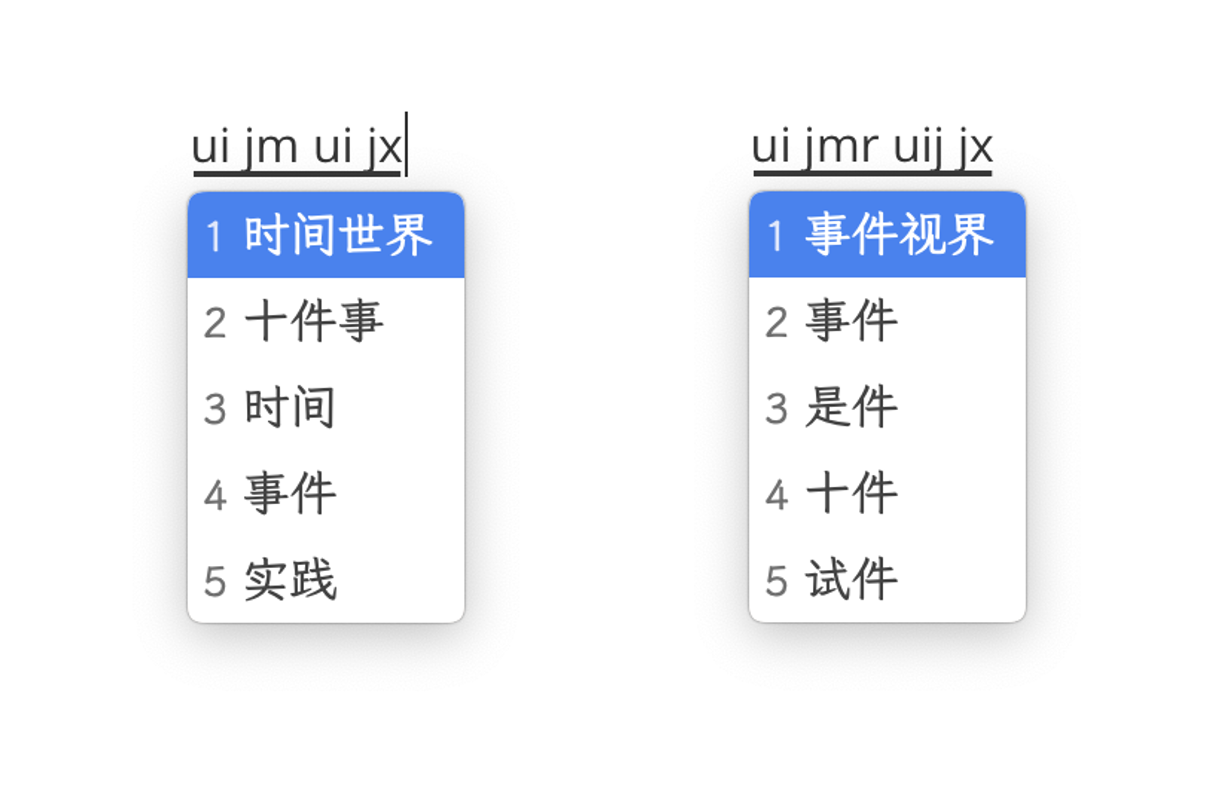 ui jm ui jx
1 时间世界
2 十件事
3 时间
4 事件
5 实践
ui jmr uij jx
1 事件视界
2 事件
3 是件
4 十件
5 试件